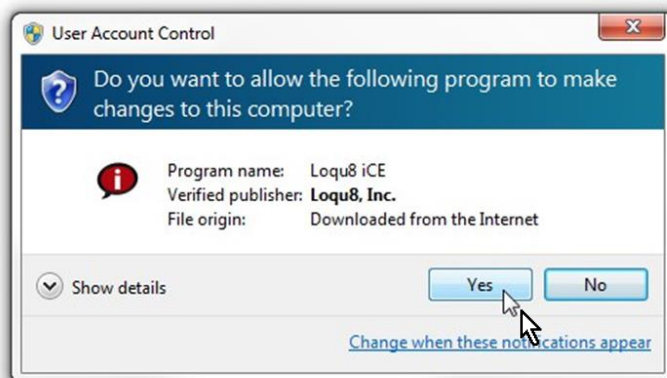 User Account Control
Do you want to allow the following program to make
changes to this computer?
Program name: Loqu8 iCE
Verified publisher: Loqu8, Inc.
File origin: Downloaded from the Internet
Show details
Yes
No
Change when these notifications appear